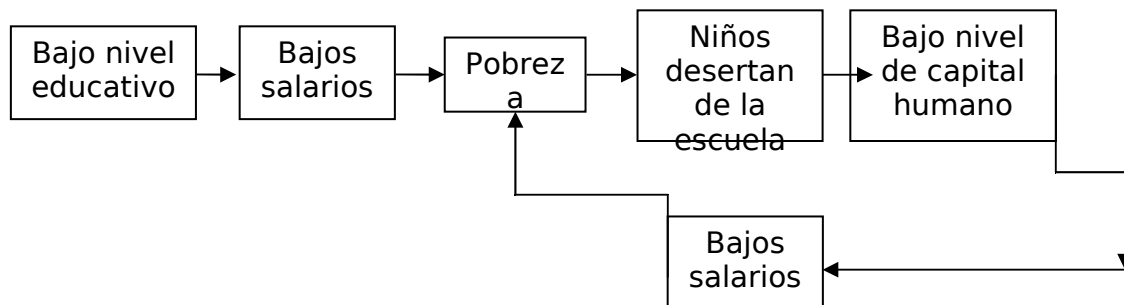 Bajo nivel
educativo
Bajos
salarios
Pobrez
a
Niños
desertan
de la
escuela
Bajo nivel
de capital
humano
Bajos
salarios